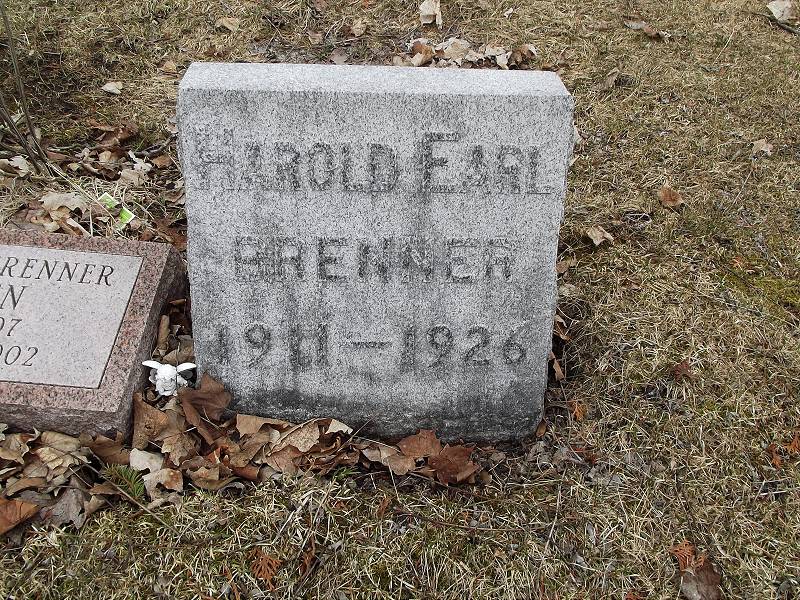 HAROLD EARL
BRENNER
1911–1926
RENNER
N
07
002